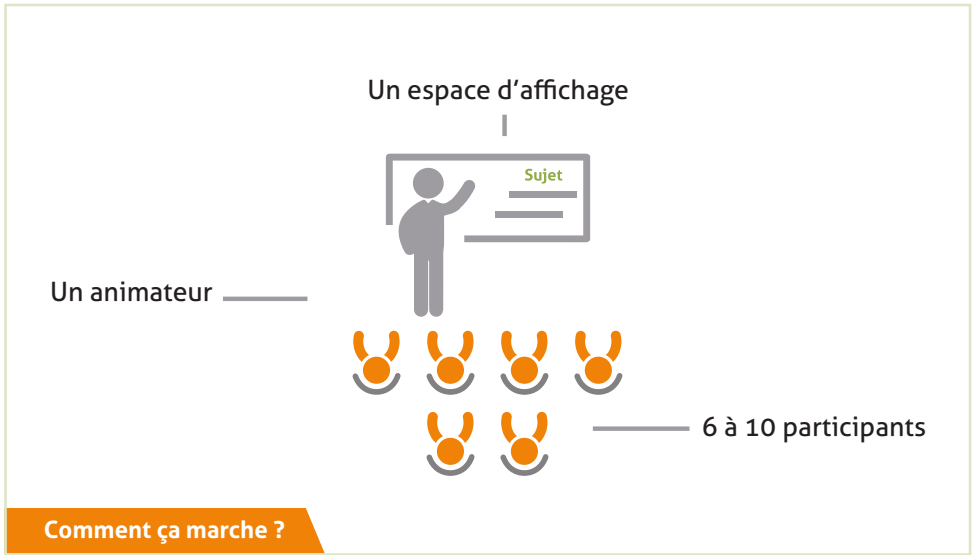 Un espace d’affichage
Sujet
Un animateur
6 à 10 participants
Comment ça marche ?